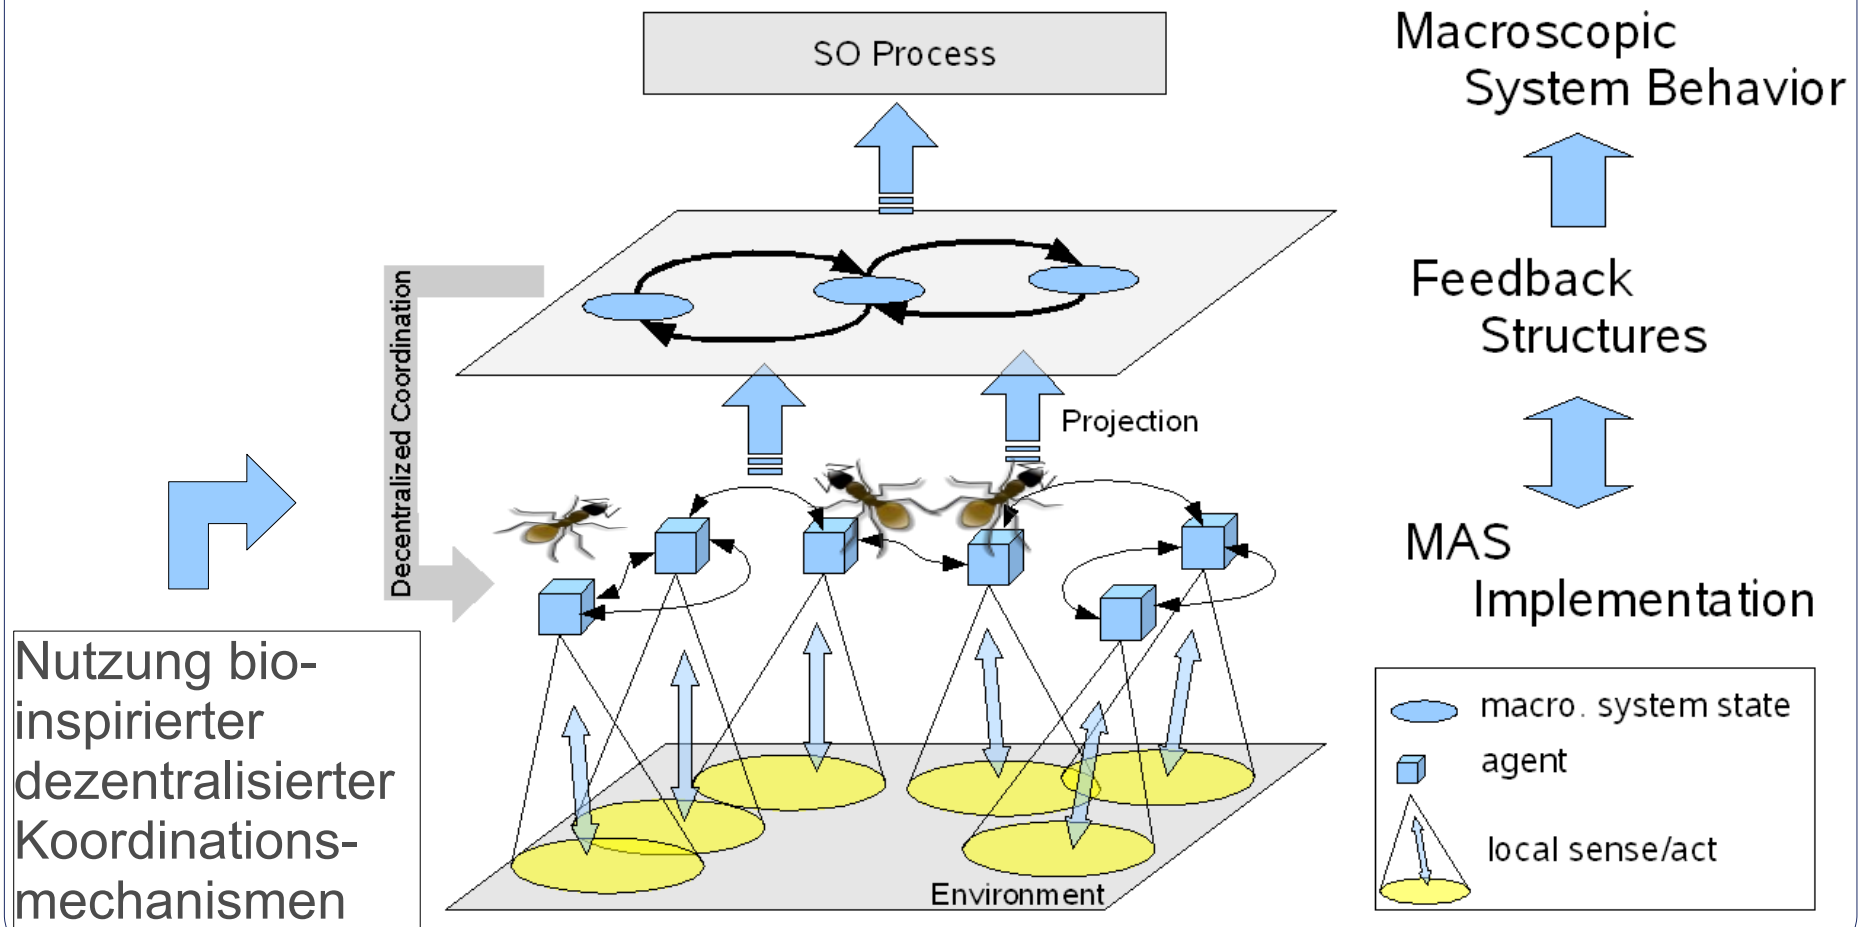 SO Process
Macroscopic
System Behavior
Decentralized Coordination
Feedback
Structures
Projection
MAS
Implementation
Nutzung bio-
inspirierter
dezentralisierter
Koordinations-
mechanismen
Environment
macro. system state
agent
local sense/act